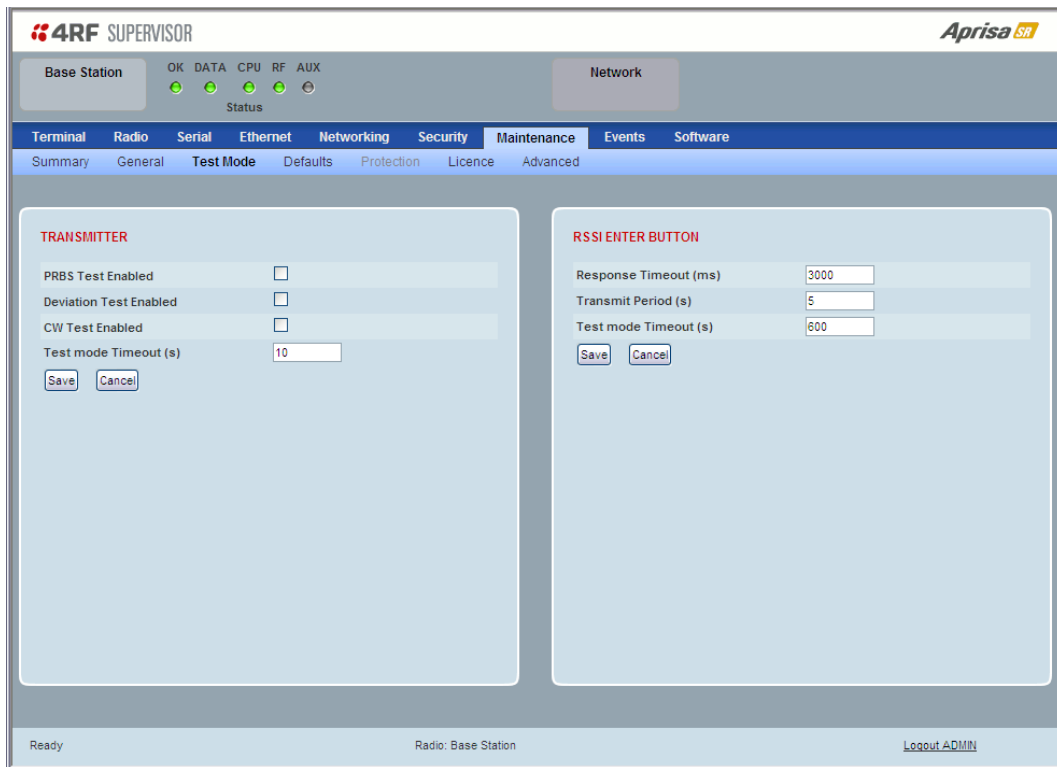 4RF SUPERVISOR
Aprisa SR
Base Station
OK DATA CPU RF AUX
Status
Network
Terminal Radio Serial Ethernet Networking Security Maintenance Events Software
Summary General Test Mode Defaults Protection Licence Advanced
TRANSMITTER
PRBS Test Enabled
Deviation Test Enabled
CW Test Enabled
Test mode Timeout (s) 10
Save Cancel
RSSI ENTER BUTTON
Response Timeout (ms) 3000
Transmit Period (s) 5
Test mode Timeout (s) 600
Save Cancel
Ready
Radio: Base Station
Logout ADMIN